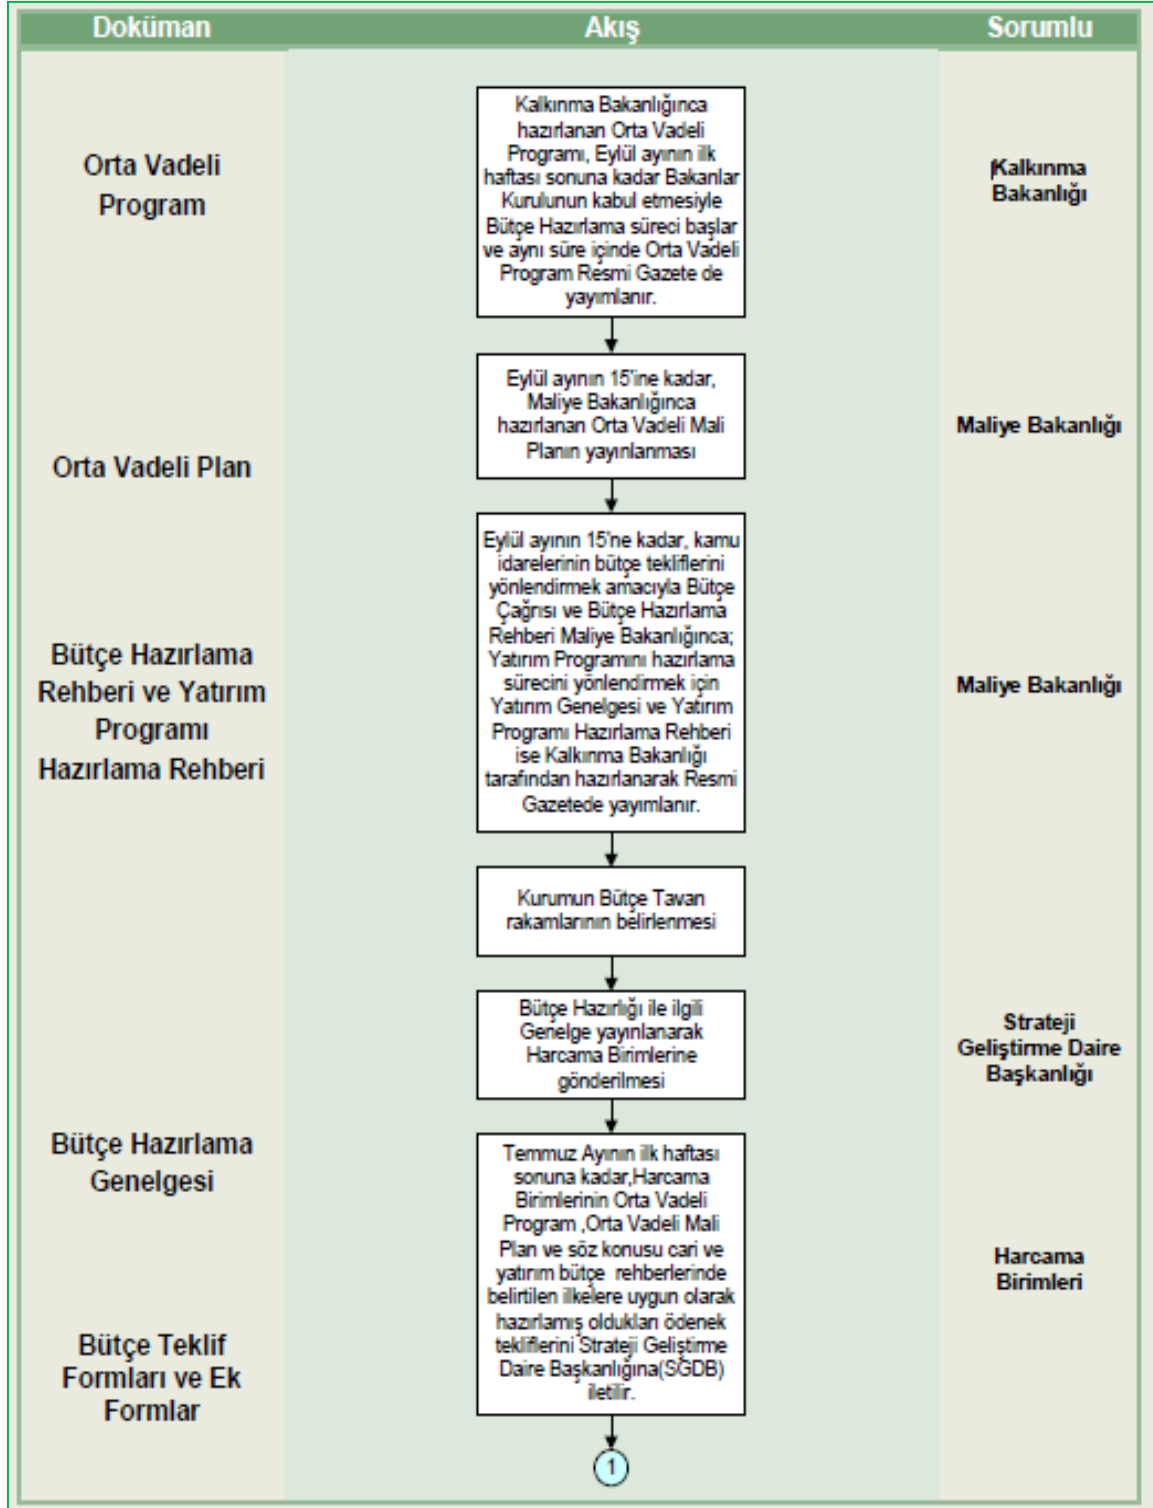 Doküman
Akış
Sorumlu
Orta Vadeli
Program
Kalkınma Bakanlığınca
hazırlanan Orta Vadeli
Programı, Eylül ayının ilk
haftası sonuna kadar Bakanlar
Kurulunun kabul etmesiyle
Bütçe Hazırlama süreci başlar
ve aynı süre içinde Orta Vadeli
Program Resmi Gazete de
yayımlanır.
Kalkınma
Bakanlığı
Orta Vadeli Plan
Eylül ayının 15'ine kadar,
Maliye Bakanlığınca
hazırlanan Orta Vadeli Mali
Planın yayınlanması
Maliye Bakanlığı
Bütçe Hazırlama
Rehberi ve Yatırım
Programı
Hazırlama Rehberi
Eylül ayının 15'ne kadar, kamu
idarelerinin bütçe tekliflerini
yönlendirmek amacıyla Bütçe
Çağrısı ve Bütçe Hazırlama
Rehberi Maliye Bakanlığınca;
Yatırım Programını hazırlama
sürecini yönlendirmek için
Yatırım Genelgesi ve Yatırım
Programı Hazırlama Rehberi
ise Kalkınma Bakanlığı
tarafından hazırlanarak Resmi
Gazetede yayımlanır.
Maliye Bakanlığı
Kurumun Bütçe Tavan
rakamlarının belirlenmesi
Bütçe Hazırlığı ile ilgili
Genelge yayınlanarak
Harcama Birimlerine
gönderilmesi
Strateji
Geliştirme Daire
Başkanlığı
Bütçe Hazırlama
Genelgesi
Temmuz Ayının ilk haftası
sonuna kadar,Harcama
Birimlerinin Orta Vadeli
Program ,Orta Vadeli Mali
Plan ve söz konusu cari ve
yatırım bütçe rehberlerinde
belirtilen ilkelere uygun olarak
hazırlamış oldukları ödenek
tekliflerini Strateji Geliştirme
Daire Başkanlığına(SGDB)
iletilir.
Harcama
Birimleri
Bütçe Teklif
Formları ve Ek
Formlar
1